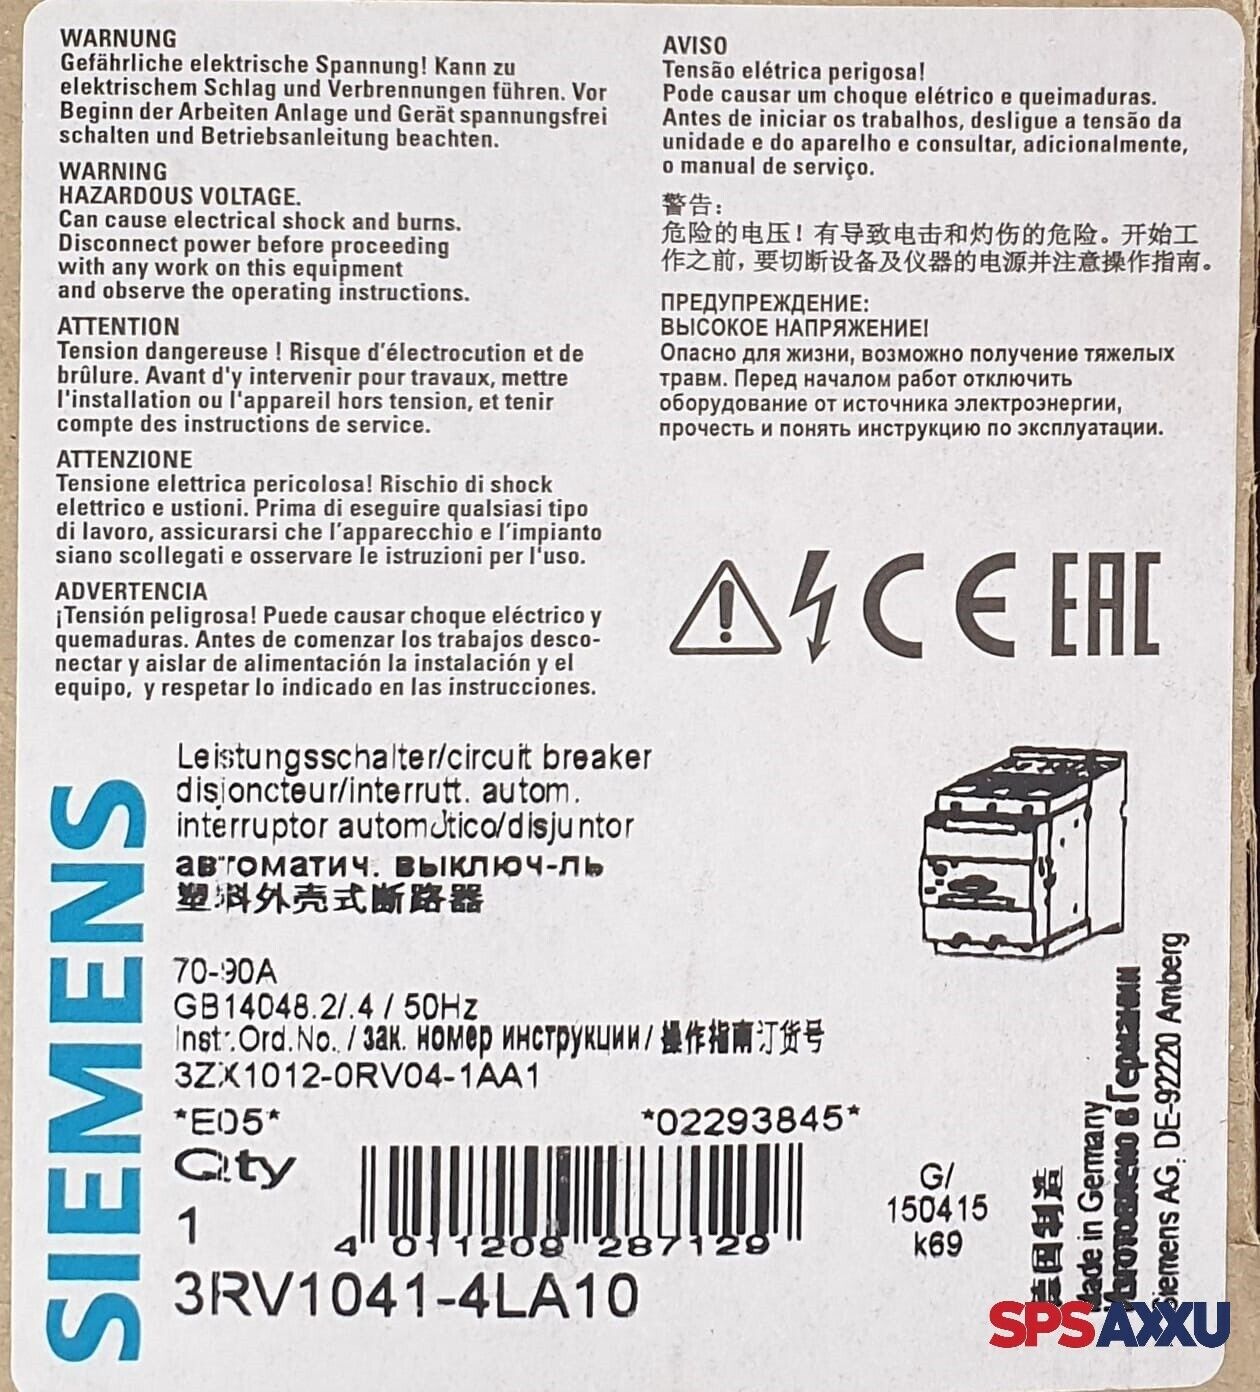 WARNUNG
Gefährliche elektrische Spannung! Kann zu
elektrischem Schlag und Verbrennungen führen. Vor
Beginn der Arbeiten Anlage und Gerät spannungsfrei
schalten und Betriebsanleitung beachten.
WARNING
HAZARDOUS VOLTAGE.
Can cause electrical shock and burns.
Disconnect power before proceeding
with any work on this equipment
and observe the operating instructions.
ATTENTION
Tension dangereuse ! Risque d'électrocution et de
brûlure. Avant d'y intervenir pour travaux, mettre
l'installation ou l'appareil hors tension, et tenir
compte des instructions de service.
ATTENZIONE
Tensione elettrica pericolosa! Rischio di shock
elettrico e ustioni. Prima di eseguire qualsiasi tipo
di lavoro, assicurarsi che l'apparecchio e l'impianto
siano scollegati e osservare le istruzioni per l'uso.
ADVERTENCIA
¡Tensión peligrosa! Puede causar choque eléctrico y
quemaduras. Antes de comenzar los trabajos desco-
nectar y aislar de alimentación la instalación y el
equipo, y respetar lo indicado en las instrucciones.
AVISO
Tensão elétrica perigosa!
Pode causar um choque elétrico e queimaduras.
Antes de iniciar os trabalhos, desligue a tensão da
unidade e do aparelho e consultar, adicionalmente,
o manual de serviço.
警告:
危险的电压! 有导致电击和灼伤的危险。开始工
作之前,要切断设备及仪器的电源并注意操作指南。
ПРЕДУПРЕЖДЕНИЕ:
ВЫСОКОЕ НАПРЯЖЕНИЕ!
Опасно для жизни, возможно получение тяжелых
травм. Перед началом работ отключить
оборудование от источника электроэнергии,
прочесть и понять инструкцию по эксплуатации.
CE EAC
SIEMENS
Leistungsschalter/circuit breaker
disjoncteur/interrutt. autom.
interruptor automático/disjuntor
автоматич. выключ-ль
塑料外壳式断路器
70-90A
GB14048.2/.4 / 50Hz
Instr.Ord.No. / зак. номер инструкции/ 操作指南订货号
3ZX1012-0RV04-1AA1
*E05*
*02293845*
Qty
1
4 011209 287129
3RV1041-4LA10
G/
150415
k69
德国制造
Made in Germany
Изготовлено в Германии
Siemens AG, DE-92220 Amberg
SPSAXXU